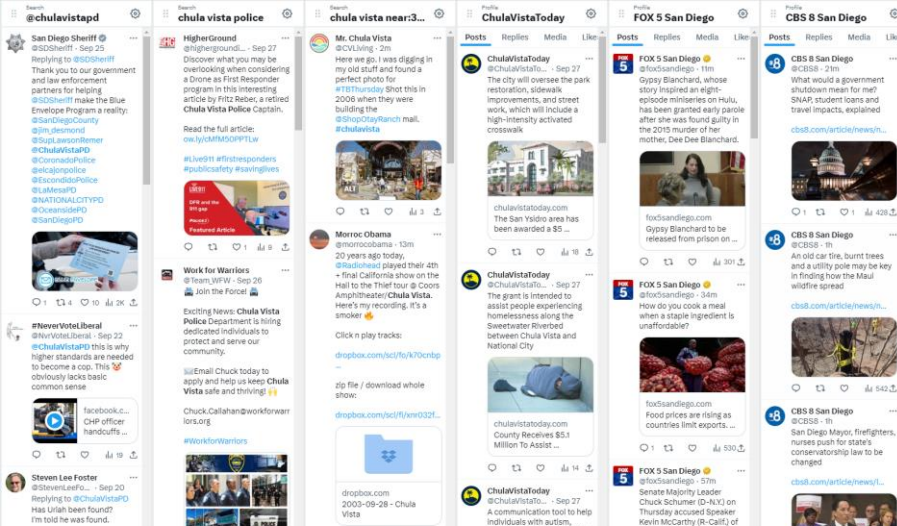 Search
@chulavistapd
San Diego Sheriff
@SDSheriff - Sep 25
Replying to @SDSheriff
Thank you to our government
and law enforcement
partners for helping
@SDSheriff make the Blue
Envelope Program a reality:
@SanDiegoCounty
@jim_desmond
@SupLawsonRemer
@ChulaVistaPD
@CoronadoPolice
@elcajonpolice
@EscondidoPolice
@LaMesaPD
@NATIONALCITYPD
@OceansidePD
@SanDiegoPD
1 4 10 2K
#NeverVoteLiberal
@NvrVoteLiberal - Sep 22
@ChulaVistaPD this is why
higher standards are needed
to become a cop. This
obviously lacks basic
common sense
facebook.c...
CHP officer
handcuffs ...
19
Steven Lee Foster
@StevenLeeFo... - Sep 20
Replying to @ChulaVistaPD
Has Uriah been found?
I'm told he was found.
Search
chula vista police
HigherGround
@highergroundi... - Sep 27
Discover what you may be
overlooking when considering
a Drone as First Responder
program in this interesting
article by Fritz Reber, a retired
Chula Vista Police Captain.
Read the full article:
ow.ly/cMfM50PPTLw
#Live911 #firstresponders
#publicsafety #savinglives
LIVE911
DFR and the
911 gap
Featured Article
1 9
Work for Warriors
@Team_WFW - Sep 26
Join the Force!
Exciting News: Chula Vista
Police Department is hiring
dedicated individuals to
protect and serve our
community.
Email Chuck today to
apply and help us keep Chula
Vista safe and thriving!
Chuck.Callahan@workforwarr
iors.org
#WorkforWarriors
Search
chula vista near:3...
Mr. Chula Vista
@CVLiving - 2m
Here we go. I was digging in
my old stuff and found a
perfect photo for
#TBThursday Shot this in
2006 when they were
building the
@ShopOtayRanch mall.
#chulavista
ALT
3
Morroc Obama
@morrocobama - 13m
20 years ago today,
@Radiohead played their 4th
+ final California show on the
Hail to the Thief tour @ Coors
Amphitheater/Chula Vista.
Here's my recording. It's a
smoker
Click n play tracks:
dropbox.com/scl/fo/k70cnbp
...
zip file / download whole
show:
dropbox.com/scl/fi/xnr032f...
dropbox.com
2003-09-28 - Chula
Vista
Profile
ChulaVistaToday
Posts Replies Media Like
ChulaVistaToday
@ChulaVistaTo... - Sep 27
The city will oversee the park
restoration, sidewalk
improvements, and street
work, which will include a
high-intensity activated
crosswalk
chulavistatoday.com
The San Ysidro area has
been awarded a $5 ...
18
ChulaVistaToday
@ChulaVistaTo... - Sep 27
The grant is intended to
assist people experiencing
homelessness along the
Sweetwater Riverbed
between Chula Vista and
National City
chulavistatoday.com
County Receives $5.1
Million To Assist ...
14
ChulaVistaToday
@ChulaVistaTo... - Sep 27
A communication tool to help
individuals with autism,
Profile
FOX 5 San Diego
Posts Replies Media Lik
FOX 5 San Diego
@fox5sandiego - 11m
Gypsy Blanchard, whose
story inspired an eight-
episode miniseries on Hulu,
has been granted early parole
after she was found guilty in
the 2015 murder of her
mother, Dee Dee Blanchard.
fox5sandiego.com
Gypsy Blanchard to be
released from prison on ...
301
FOX 5 San Diego
@fox5sandiego - 34m
How do you cook a meal
when a staple ingredient is
unaffordable?
fox5sandiego.com
Food prices are rising as
countries limit exports. ...
1 530
FOX 5 San Diego
@fox5sandiego - 57m
Senate Majority Leader
Chuck Schumer (D-N.Y.) on
Thursday accused Speaker
Kevin McCarthy (R-Calif.) of
Profile
CBS 8 San Diego
Posts Replies Media Like
CBS 8 San Diego
@CBS8 - 21m
What would a government
shutdown mean for me?
SNAP, student loans and
travel impacts, explained
cbs8.com/article/news/n...
1 1 428
CBS 8 San Diego
@CBS8 - 1h
An old car tire, burnt trees
and a utility pole may be key
in finding how the Maui
wildfire spread
542
CBS 8 San Diego
@CBS8 - 1h
San Diego Mayor, firefighters,
nurses push for state's
conservatorship law to be
changed
cbs8.com/article/news/l...